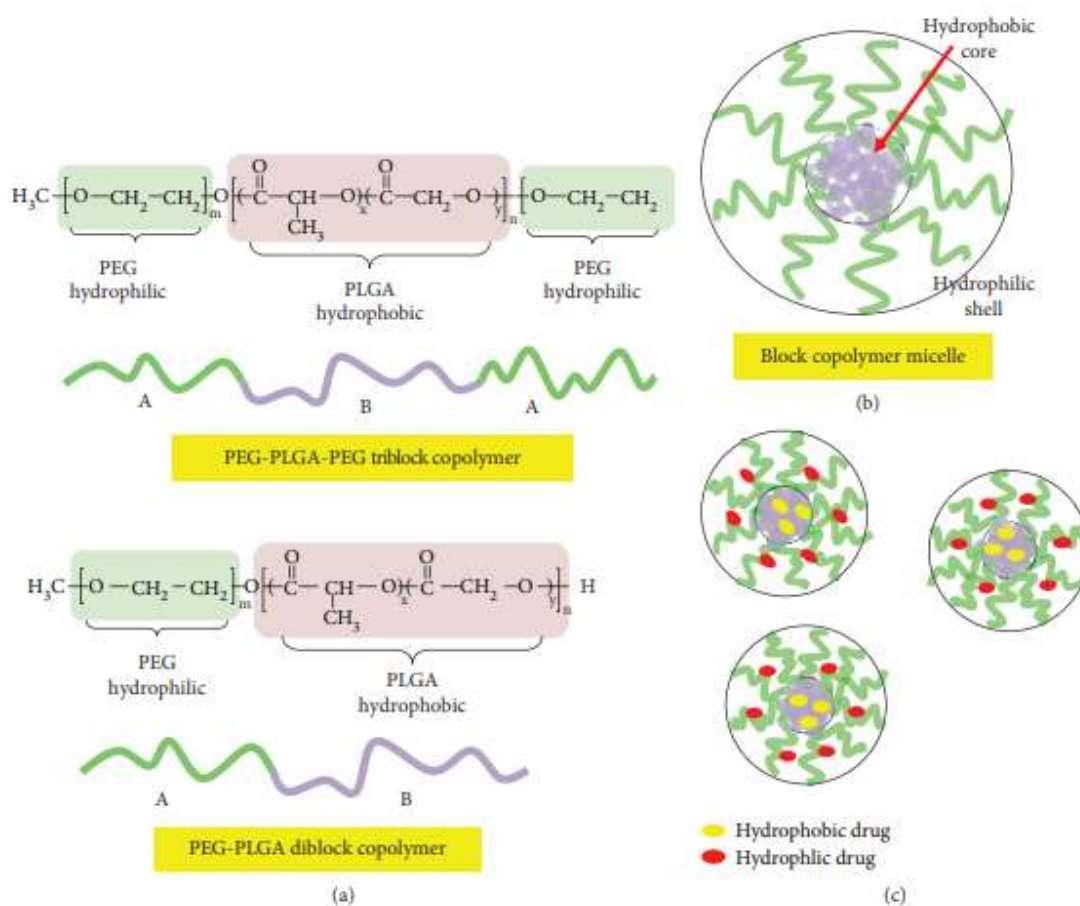 H₃C-[-O-CH₂-CH₂-]ₘ-O-[-(-C(=O)-CH(CH₃)-O-)ₓ-(-C(=O)-CH₂-O-)ᵧ-]ₙ-[-O-CH₂-CH₂
PEG
hydrophilic
PLGA
hydrophobic
PEG
hydrophilic
A
B
A
PEG-PLGA-PEG triblock copolymer
H₃C-[-O-CH₂-CH₂-]ₘ-O-[-(-C(=O)-CH(CH₃)-O-)ₓ-(-C(=O)-CH₂-O-)ᵧ-]ₙ-H
PEG
hydrophilic
PLGA
hydrophobic
A
B
PEG-PLGA diblock copolymer
(a)
Hydrophobic
core
Hydrophilic
shell
Block copolymer micelle
(b)
Hydrophobic drug
Hydrophlic drug
(c)